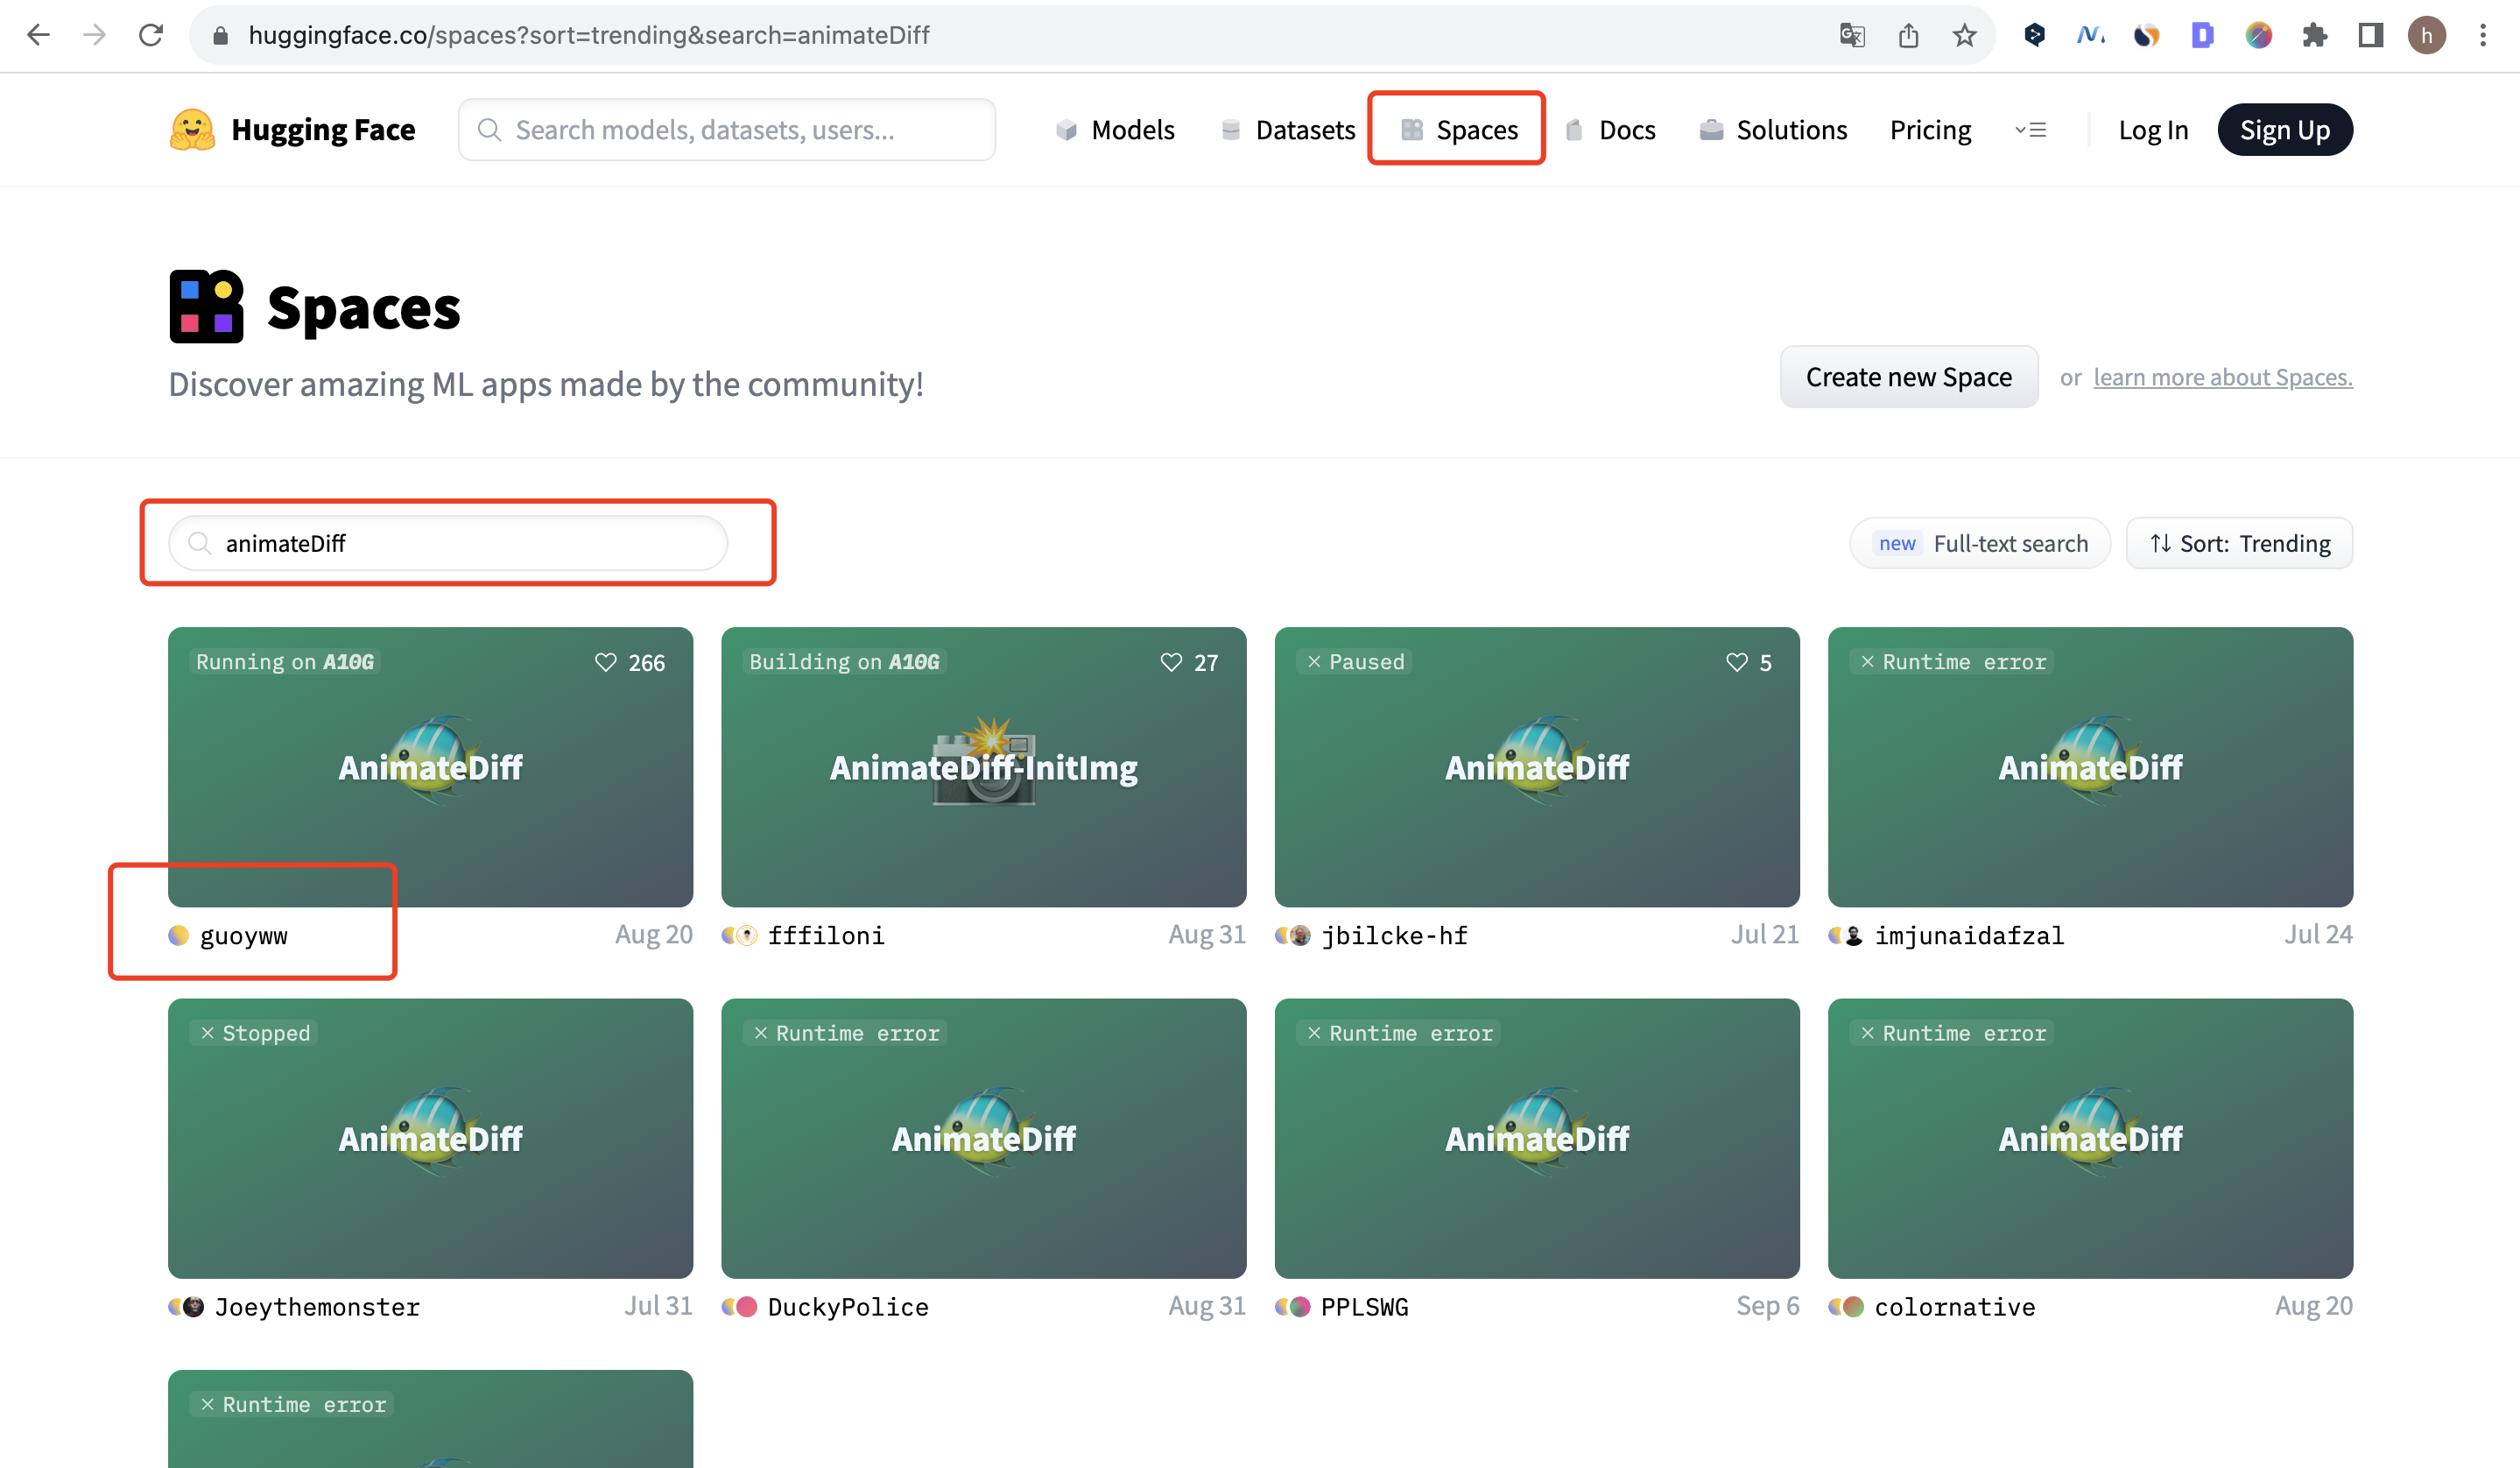 huggingface.co/spaces?sort=trending&search=animateDiff
h
Hugging Face
Search models, datasets, users...
Models
Datasets
Spaces
Docs
Solutions
Pricing
Log In
Sign Up
Spaces
Discover amazing ML apps made by the community!
Create new Space
or learn more about Spaces.
animateDiff
new Full-text search
Sort: Trending
Running on A10G
266
AnimateDiff
guoyww
Aug 20
Building on A10G
27
AnimateDiff-InitImg
fffiloni
Aug 31
Paused
5
AnimateDiff
jbilcke-hf
Jul 21
Runtime error
AnimateDiff
imjunaidafzal
Jul 24
Stopped
AnimateDiff
Joeythemonster
Jul 31
Runtime error
AnimateDiff
DuckyPolice
Aug 31
Runtime error
AnimateDiff
PPLSWG
Sep 6
Runtime error
AnimateDiff
colornative
Aug 20
Runtime error